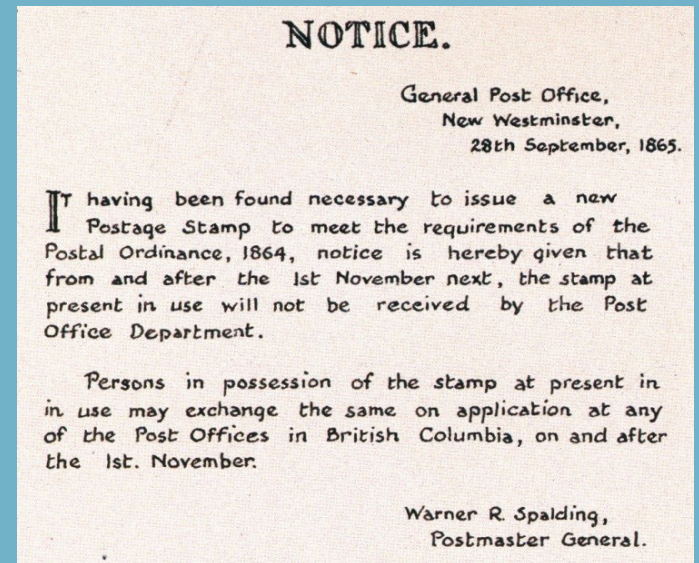 NOTICE.
General Post Office,
New Westminster,
28th September, 1865.
IT having been found necessary to issue a new
Postage Stamp to meet the requirements of the
Postal Ordinance, 1864, notice is hereby given that
from and after the 1st November next, the stamp at
present in use will not be received by the Post
Office Department.
Persons in possession of the stamp at present in
in use may exchange the same on application at any
of the Post Offices in British Columbia, on and after
the 1st. November.
Warner R. Spalding,
Postmaster General.